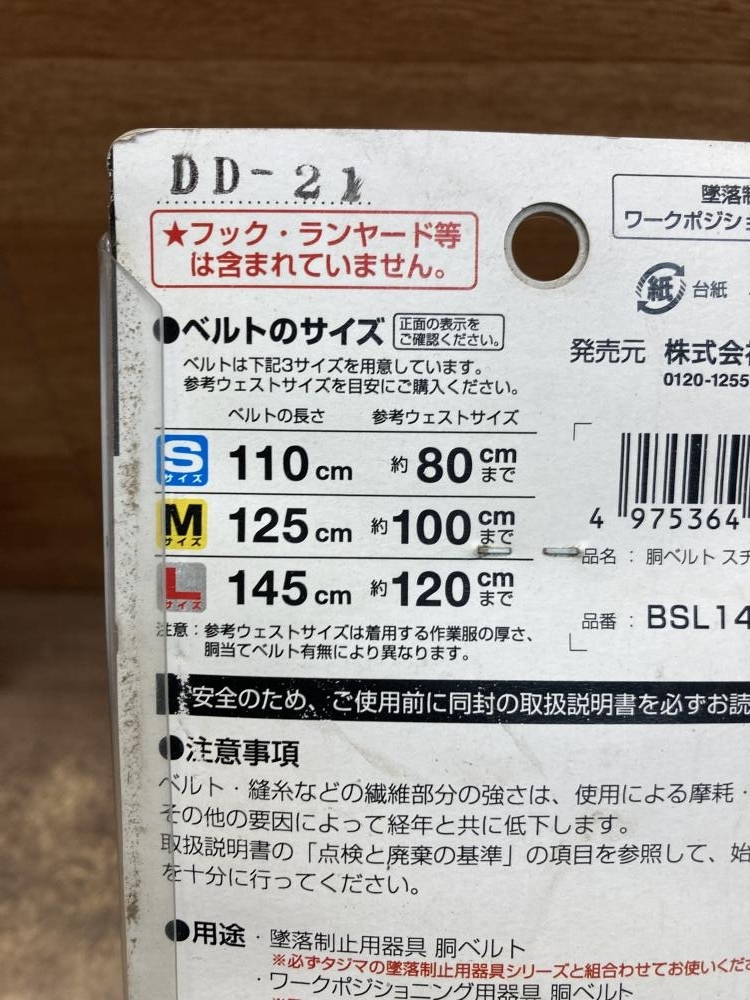 DD-21
★フック・ランヤード等
は含まれていません。
●ベルトのサイズ
正面の表示を
ご確認ください。
ベルトは下記3サイズを用意しています。
参考ウェストサイズを目安にご購入ください。
ベルトの長さ 参考ウェストサイズ
Sサイズ 110cm 約80cmまで
Mサイズ 125cm 約100cmまで
Lサイズ 145cm 約120cmまで
注意：参考ウェストサイズは着用する作業服の厚さ、
胴当てベルト有無により異なります。
墜落制
ワークポジショ
紙 台紙
発売元 株式会社
0120-1255
4 975364
品名： 胴ベルト スチ
品番： BSL14
安全のため、ご使用前に同封の取扱説明書を必ずお読
●注意事項
ベルト・縫糸などの繊維部分の強さは、使用による摩耗・
その他の要因によって経年と共に低下します。
取扱説明書の「点検と廃棄の基準」の項目を参照して、始
を十分に行ってください。
●用途 ・墜落制止用器具 胴ベルト
※必ずタジマの墜落制止用器具シリーズと組合わせてお使いくださ
・ワークポジショニング用器具 胴ベルト